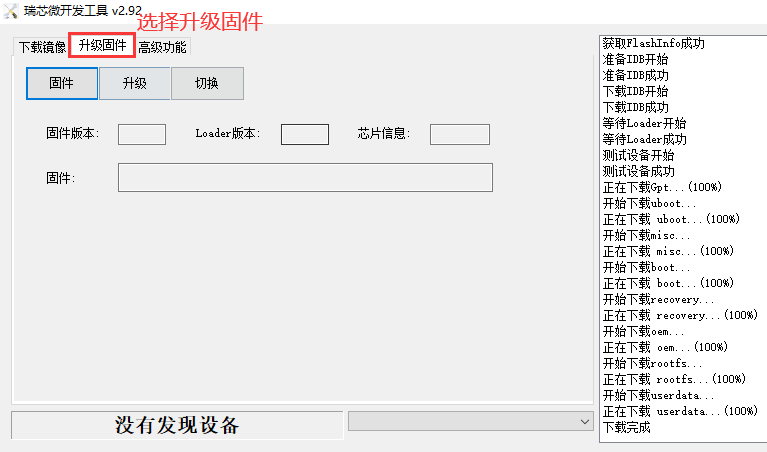 瑞芯微开发工具 v2.92
选择升级固件
下载镜像 升级固件 高级功能
固件 升级 切换
固件版本: Loader版本: 芯片信息:
固件:
没有发现设备
获取FlashInfo成功
准备IDB开始
准备IDB成功
下载IDB开始
下载IDB成功
等待Loader开始
等待Loader成功
测试设备开始
测试设备成功
正在下载Gpt...(100%)
开始下载uboot...
正在下载 uboot...(100%)
开始下载misc...
正在下载 misc...(100%)
开始下载boot...
正在下载 boot...(100%)
开始下载recovery...
正在下载 recovery...(100%)
开始下载oem...
正在下载 oem...(100%)
开始下载rootfs...
正在下载 rootfs...(100%)
开始下载userdata...
正在下载 userdata...(100%)
下载完成